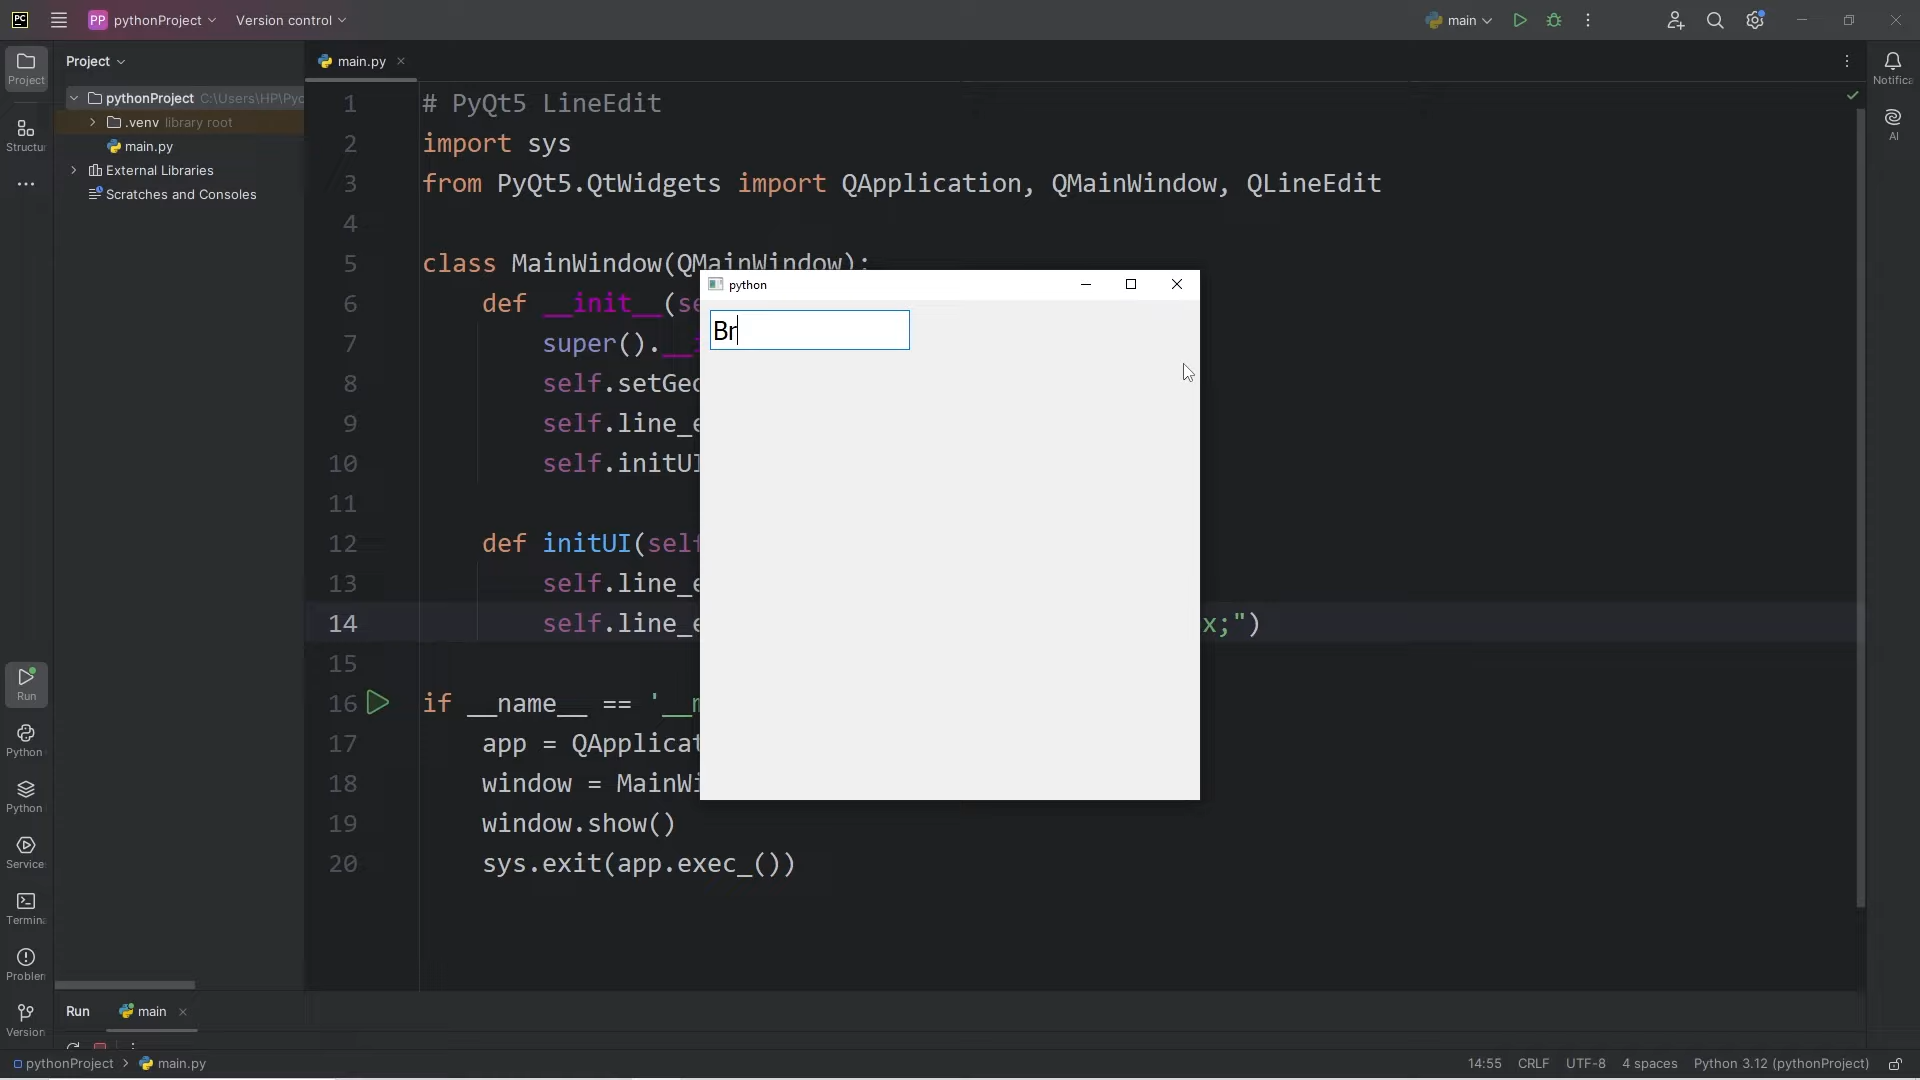 PC PP pythonProject Version control main
Project
main.py
Project
pythonProject C:\Users\HP\Pyc
.venv library root
main.py
External Libraries
Scratches and Consoles
Structur
Notifica
AI
1 # PyQt5 LineEdit
2 import sys
3 from PyQt5.QtWidgets import QApplication, QMainWindow, QLineEdit
4
5 class MainWindow(QMainWindow):
6 def __init__(se
7 super().__i
8 self.setGeo
9 self.line_e
10 self.initUI
11
12 def initUI(self
13 self.line_e
14 self.line_e x;")
15
16 if __name__ == '__m
17 app = QApplicat
18 window = MainWi
19 window.show()
20 sys.exit(app.exec_())
python
Br
Run
Python
Python
Service
Termina
Problem
Version
Run main
pythonProject > main.py
14:55 CRLF UTF-8 4 spaces Python 3.12 (pythonProject)